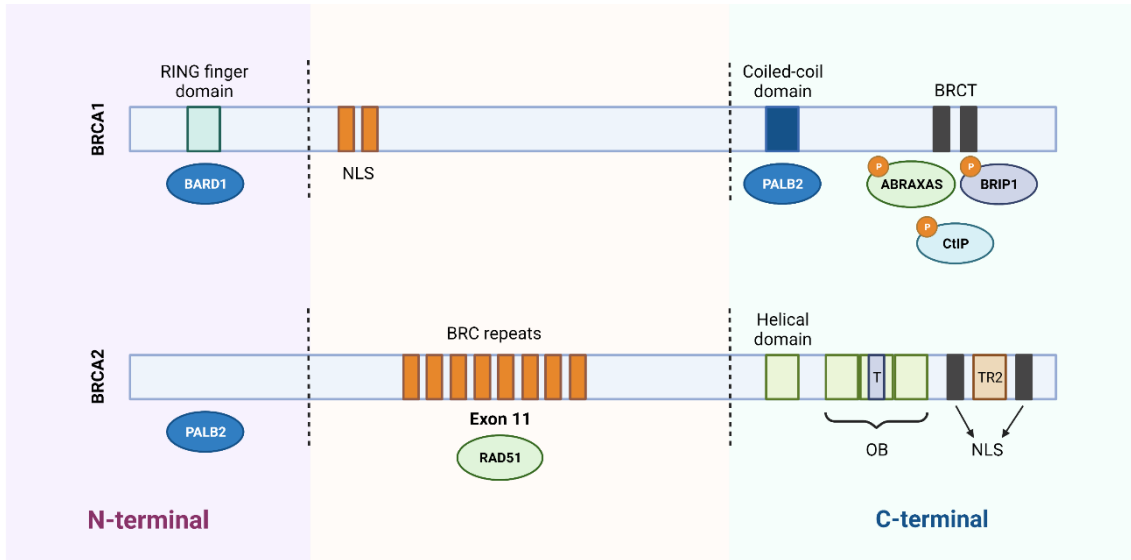 RING finger
domain
Coiled-coil
domain
BRCT
BRCA1
NLS
BARD1
PALB2
P
ABRAXAS
P
BRIP1
P
CtIP
BRC repeats
Helical
domain
BRCA2
T
TR2
PALB2
Exon 11
RAD51
OB
NLS
N-terminal
C-terminal